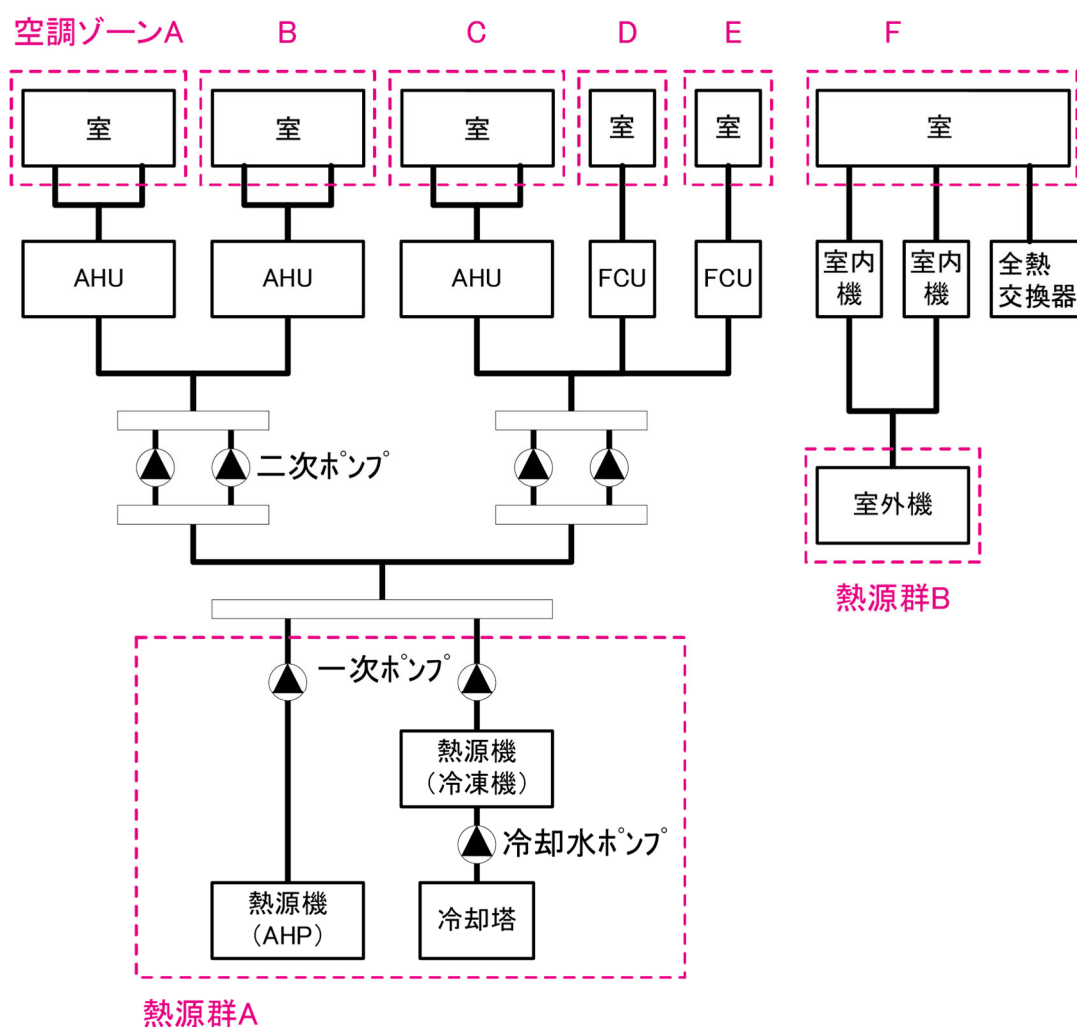 空調ゾーンA B C D E F
室 室 室 室 室 室
AHU AHU AHU FCU FCU
室内
機
室内
機
全熱
交換器
二次ﾎﾟﾝﾌﾟ
室外機
熱源群B
一次ﾎﾟﾝﾌﾟ
熱源機
（冷凍機）
冷却水ﾎﾟﾝﾌﾟ
熱源機
（AHP）
冷却塔
熱源群A